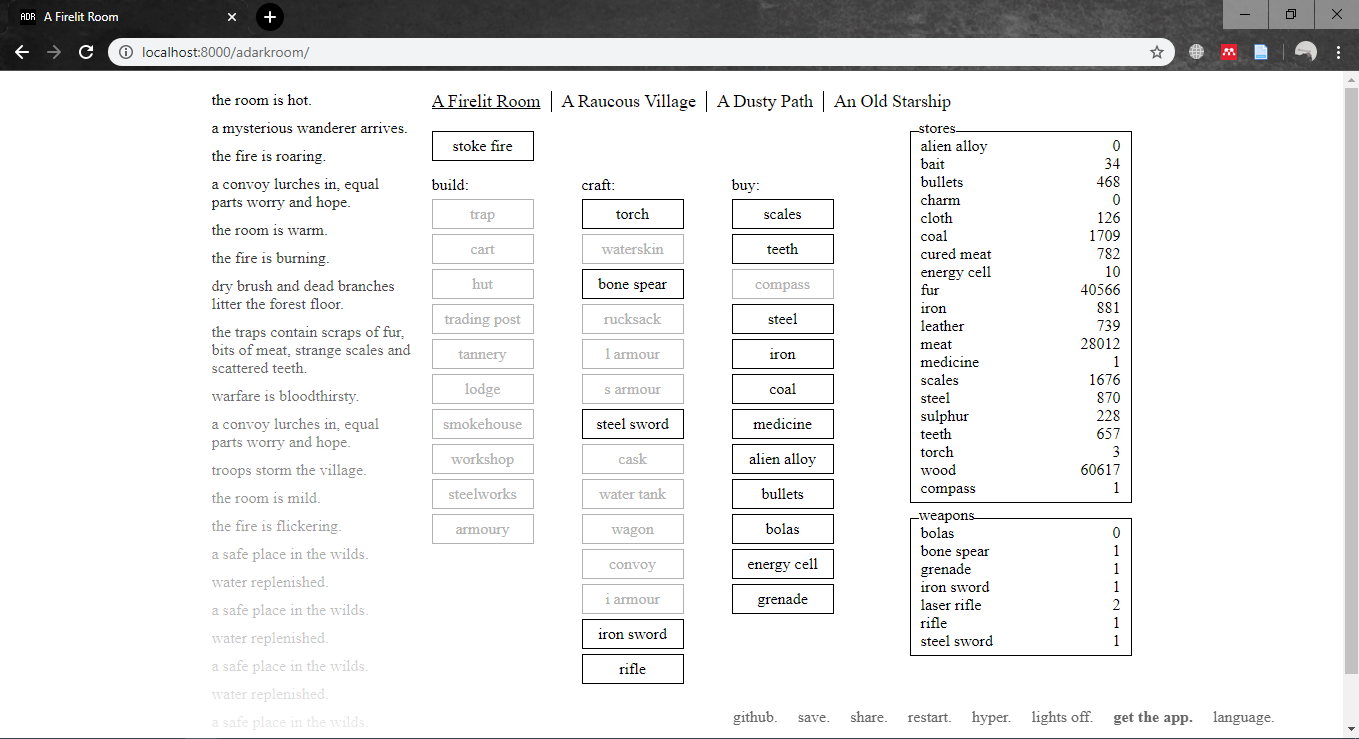 ADR A Firelit Room
localhost:8000/adarkroom/
the room is hot.
a mysterious wanderer arrives.
the fire is roaring.
a convoy lurches in, equal
parts worry and hope.
the room is warm.
the fire is burning.
dry brush and dead branches
litter the forest floor.
the traps contain scraps of fur,
bits of meat, strange scales and
scattered teeth.
warfare is bloodthirsty.
a convoy lurches in, equal
parts worry and hope.
troops storm the village.
the room is mild.
the fire is flickering.
a safe place in the wilds.
water replenished.
a safe place in the wilds.
water replenished.
a safe place in the wilds.
water replenished.
a safe place in the wilds.
A Firelit Room A Raucous Village A Dusty Path An Old Starship
stoke fire
build:
trap
cart
hut
trading post
tannery
lodge
smokehouse
workshop
steelworks
armoury
craft:
torch
waterskin
bone spear
rucksack
l armour
s armour
steel sword
cask
water tank
wagon
convoy
i armour
iron sword
rifle
buy:
scales
teeth
compass
steel
iron
coal
medicine
alien alloy
bullets
bolas
energy cell
grenade
stores
alien alloy 0
bait 34
bullets 468
charm 0
cloth 126
coal 1709
cured meat 782
energy cell 10
fur 40566
iron 881
leather 739
meat 28012
medicine 1
scales 1676
steel 870
sulphur 228
teeth 657
torch 3
wood 60617
compass 1
weapons
bolas 0
bone spear 1
grenade 1
iron sword 1
laser rifle 2
rifle 1
steel sword 1
github. save. share. restart. hyper. lights off. get the app. language.